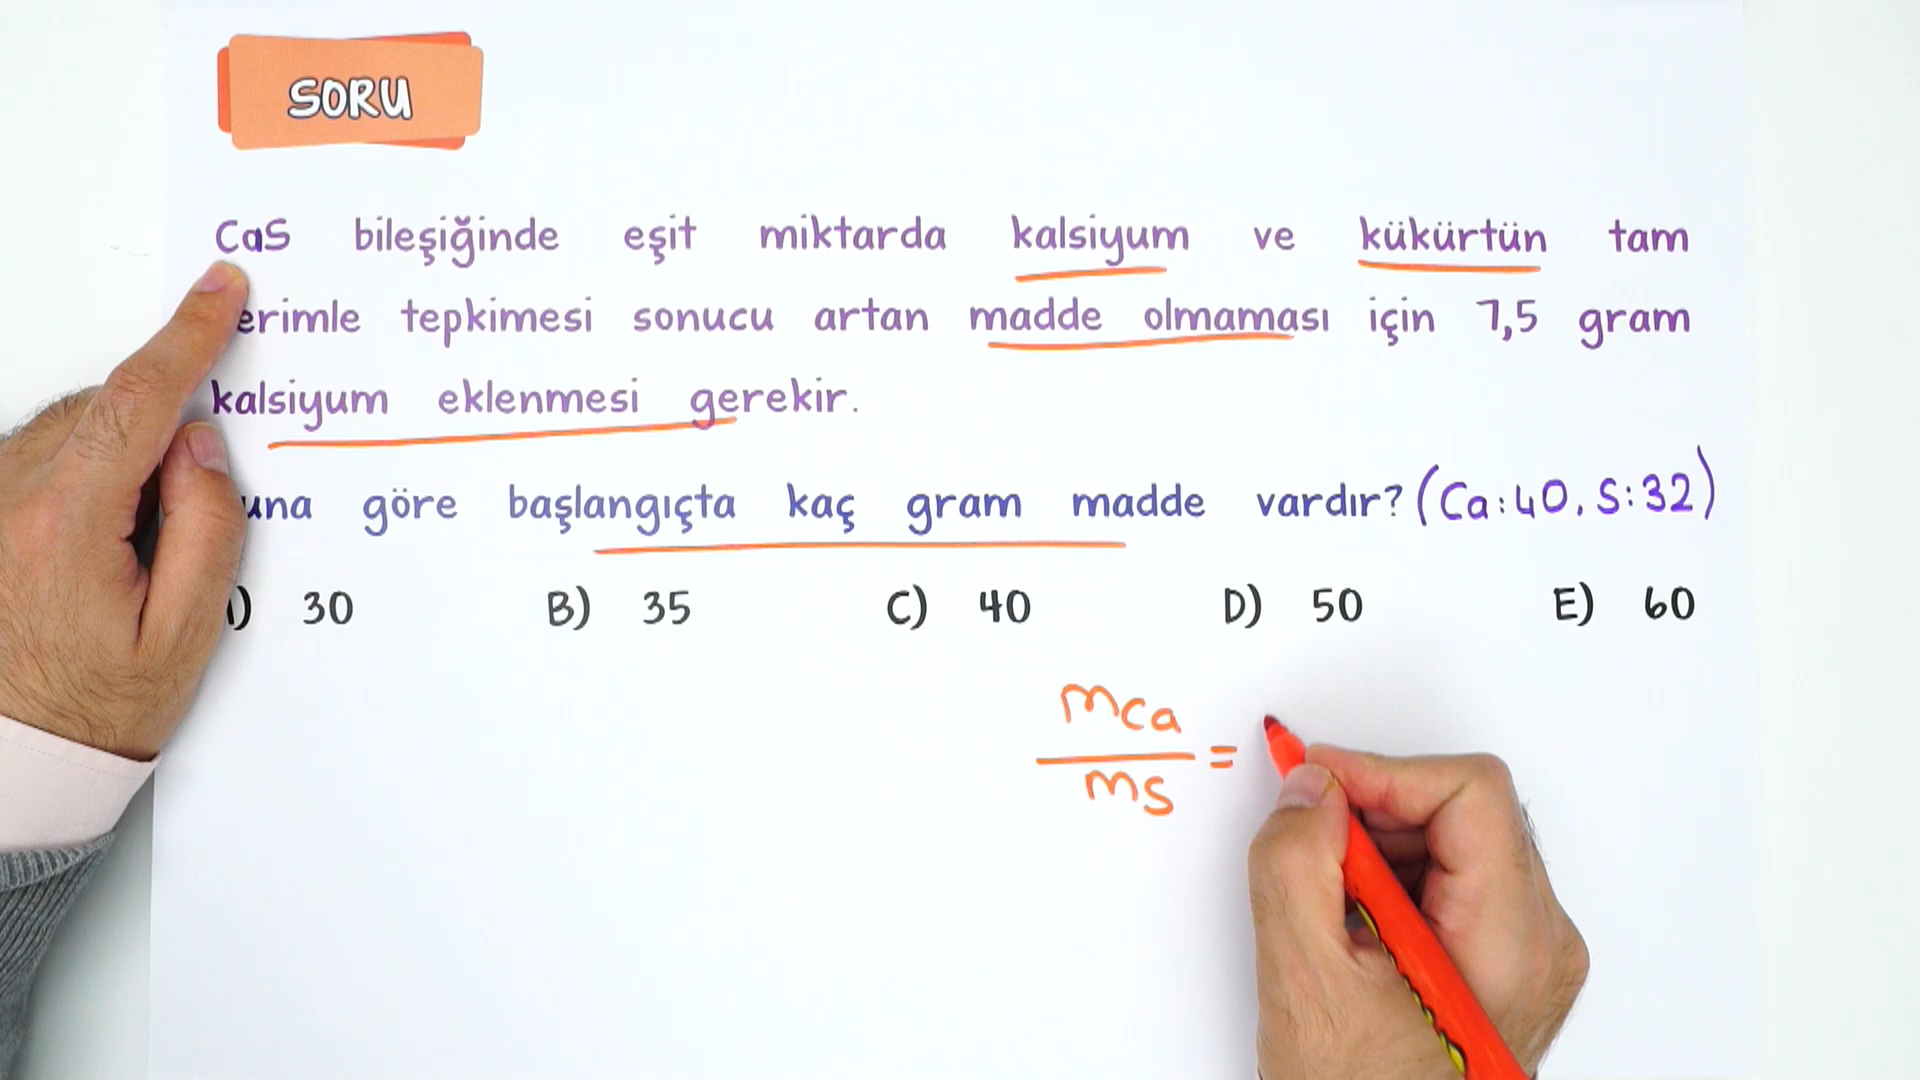 SORU
CaS bileşiğinde eşit miktarda kalsiyum ve kükürtün tam
erimle tepkimesi sonucu artan madde olmaması için 7,5 gram
kalsiyum eklenmesi gerekir.
una göre başlangıçta kaç gram madde vardır? (Ca:40, S:32)
) 30 B) 35 C) 40 D) 50 E) 60
mCa
mS
=